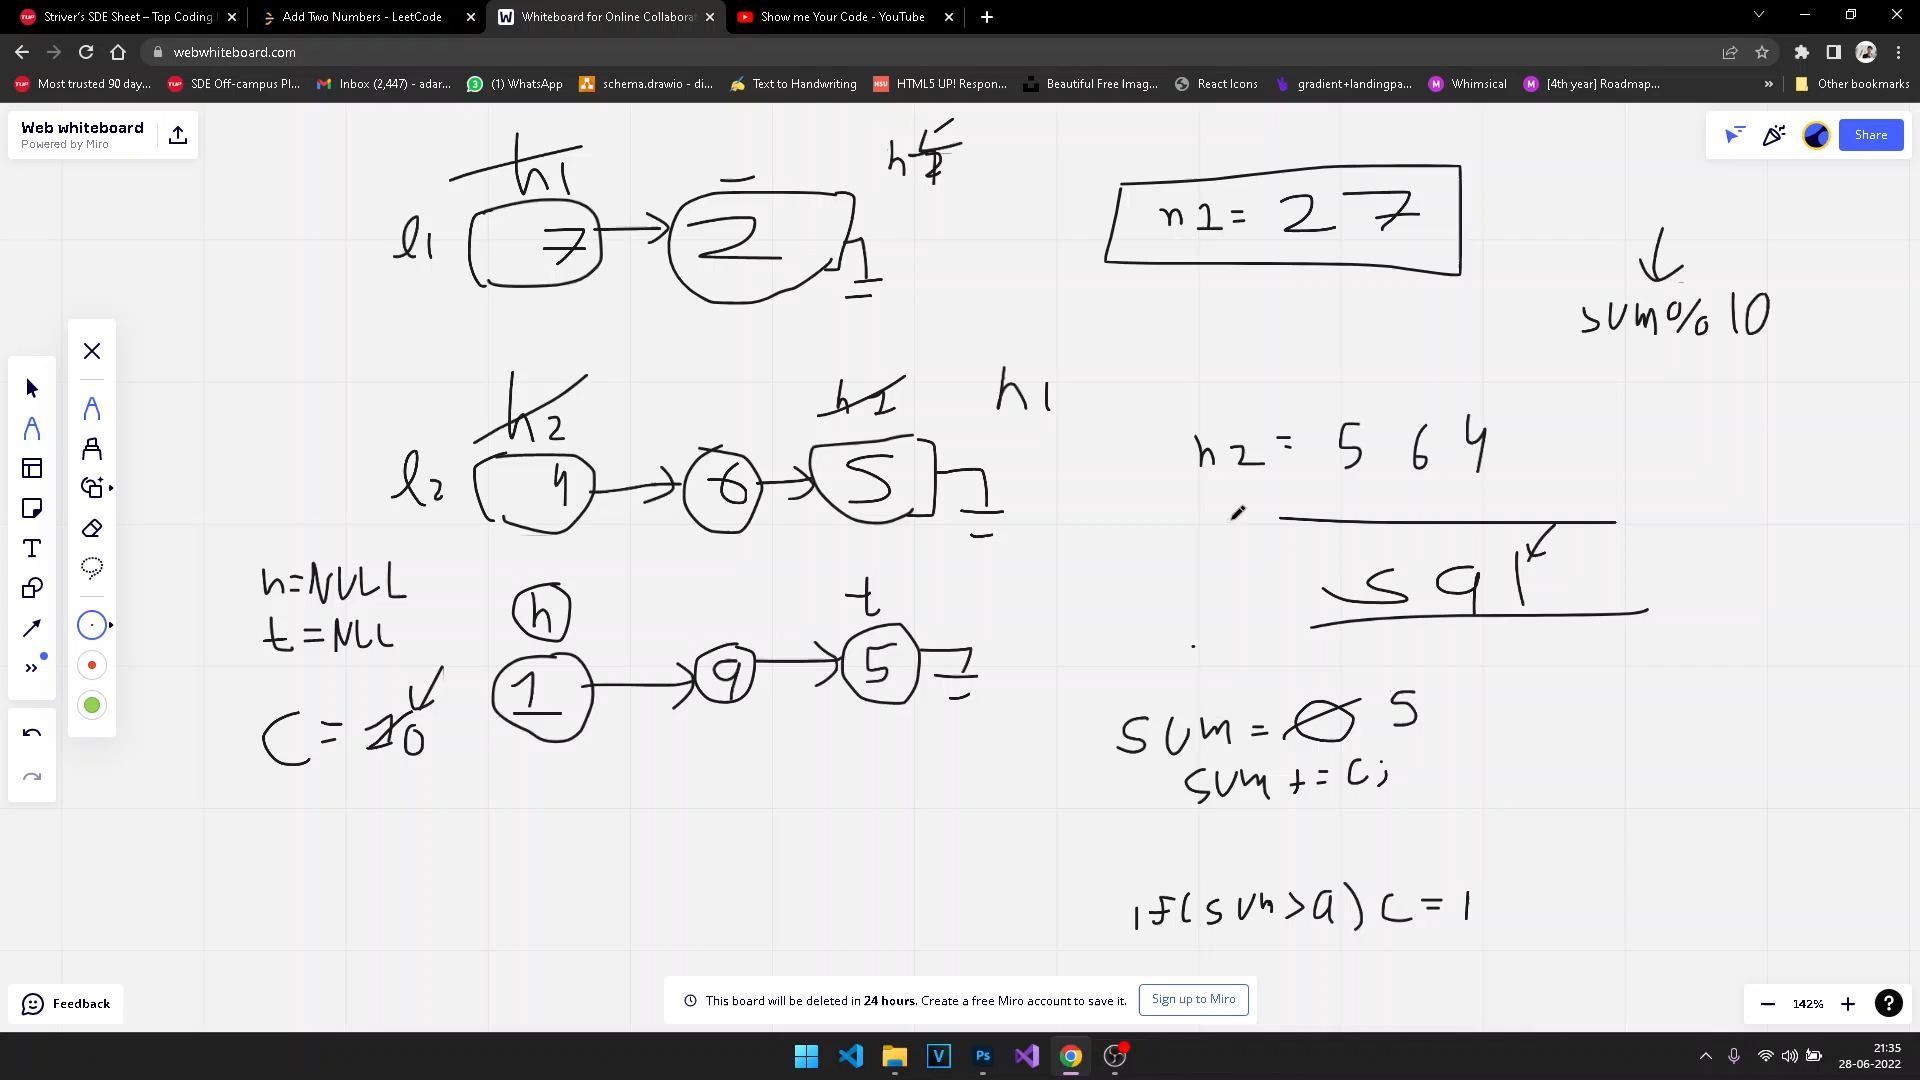 Striver's SDE Sheet – Top Coding
Add Two Numbers - LeetCode
Whiteboard for Online Collabora
Show me Your Code - YouTube
webwhiteboard.com
Most trusted 90 day...
SDE Off-campus Pl...
Inbox (2,447) - adar...
(1) WhatsApp
schema.drawio - di...
Text to Handwriting
HTML5 UP! Respon...
Beautiful Free Imag...
React Icons
gradient+landingpa...
Whimsical
[4th year] Roadmap...
Other bookmarks
Web whiteboard
Powered by Miro
Share
h1
l1 7 2
n1 = 27
sum%10
h2
h1
l2 4 6 5
n2 = 5 6 4
5 9 1
h=NULL
t=NLL
h
t
1 9 5
C = 0
sum = 0 5
sum += c;
if(sum>9) C = 1
Feedback
This board will be deleted in 24 hours. Create a free Miro account to save it.
Sign up to Miro
142%
21:35
28-06-2022